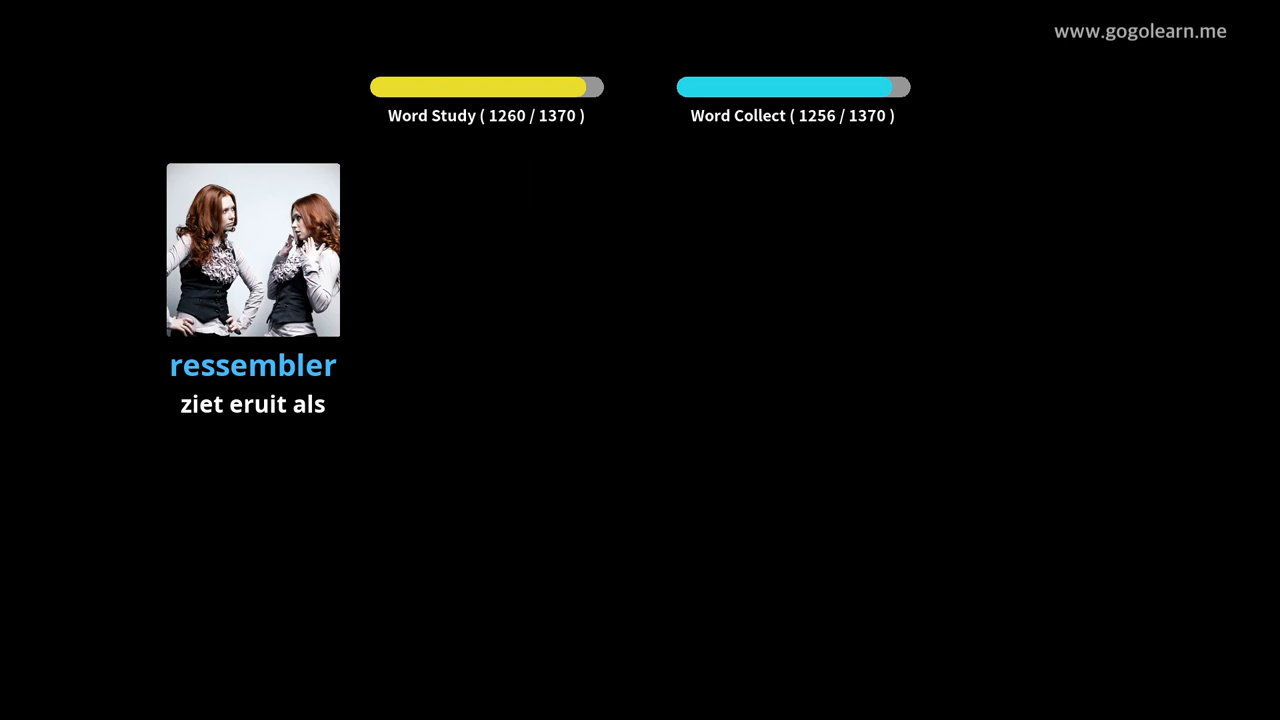 www.gogolearn.me
Word Study ( 1260 / 1370 )
Word Collect ( 1256 / 1370 )
ressembler
ziet eruit als